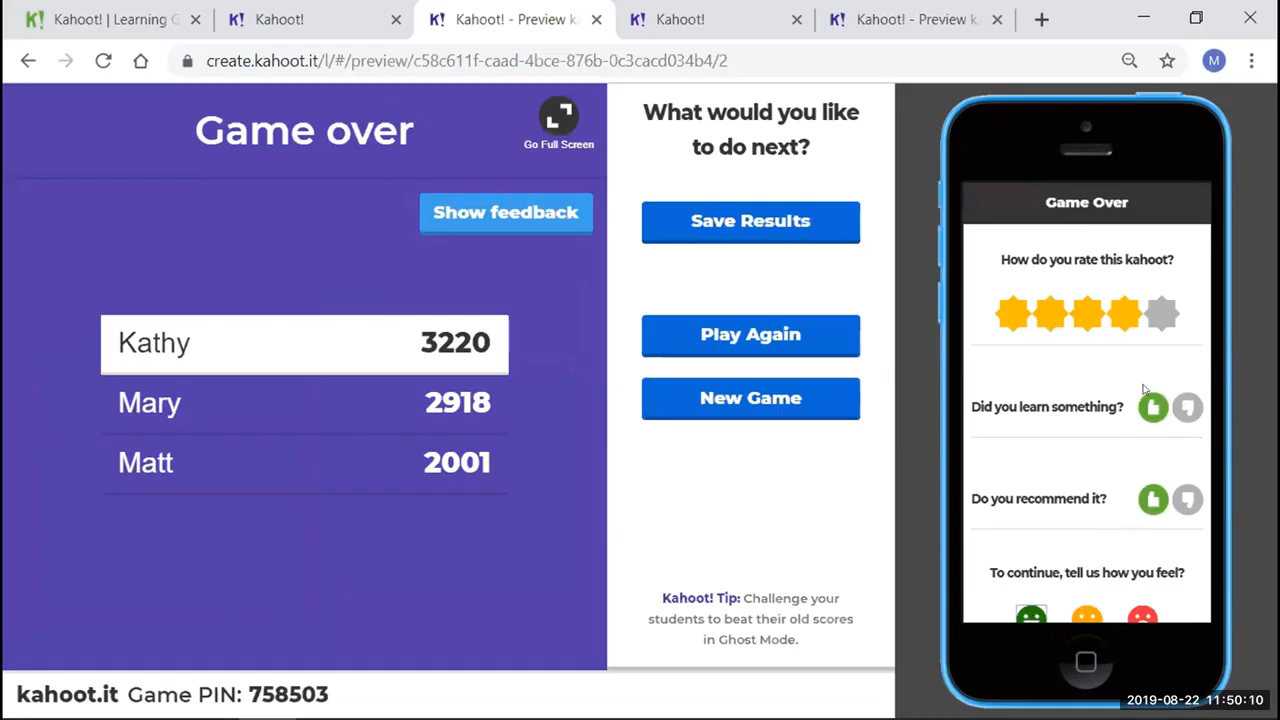 Kahoot! | Learning G
Kahoot!
Kahoot! - Preview ka
Kahoot!
Kahoot! - Preview ka
create.kahoot.it/l/#/preview/c58c611f-caad-4bce-876b-0c3cacd034b4/2
M
Game over
Go Full Screen
Show feedback
Kathy 3220
Mary 2918
Matt 2001
What would you like
to do next?
Save Results
Play Again
New Game
Kahoot! Tip: Challenge your
students to beat their old scores
in Ghost Mode.
Game Over
How do you rate this kahoot?
Did you learn something?
Do you recommend it?
To continue, tell us how you feel?
kahoot.it Game PIN: 758503
2019-08-22 11:50:10